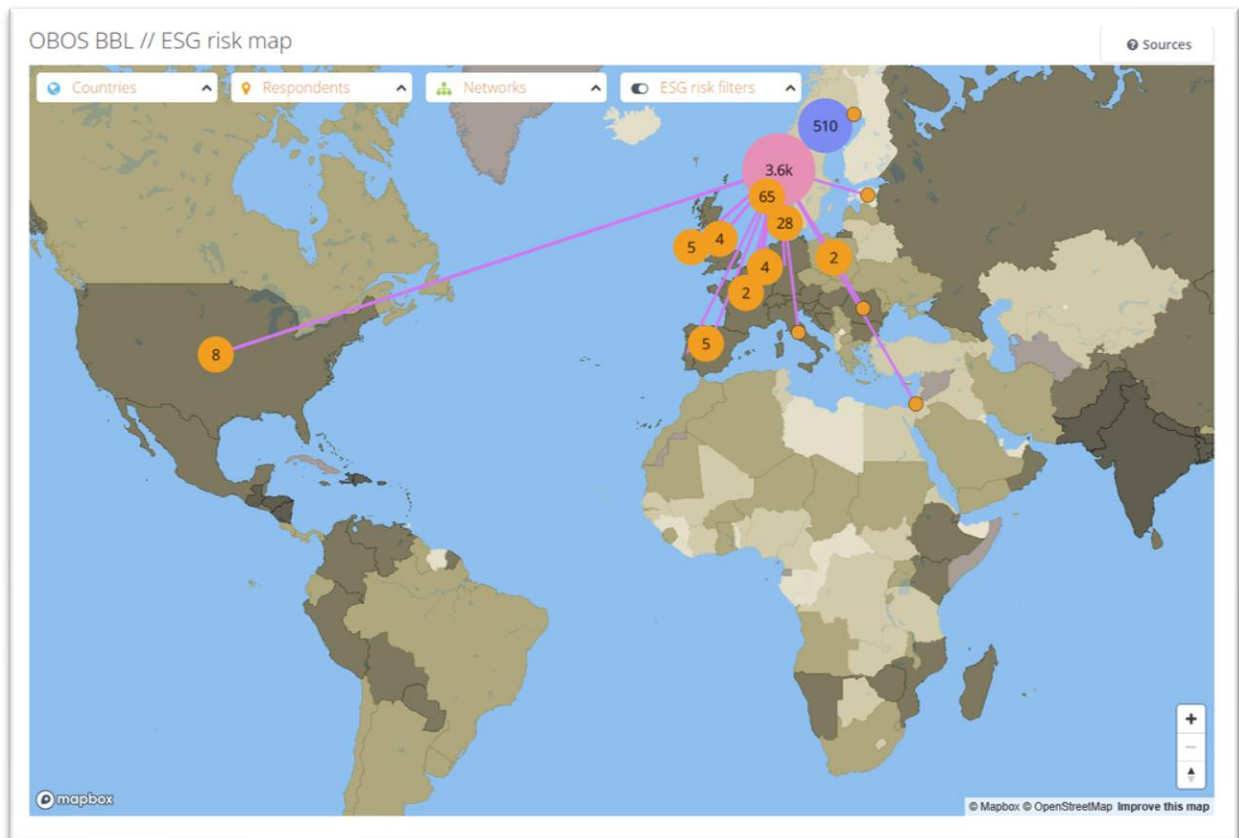 OBOS BBL // ESG risk map
Sources
Countries
Respondents
Networks
ESG risk filters
510
3.6k
65
28
5
4
2
4
2
8
5
mapbox
© Mapbox © OpenStreetMap Improve this map